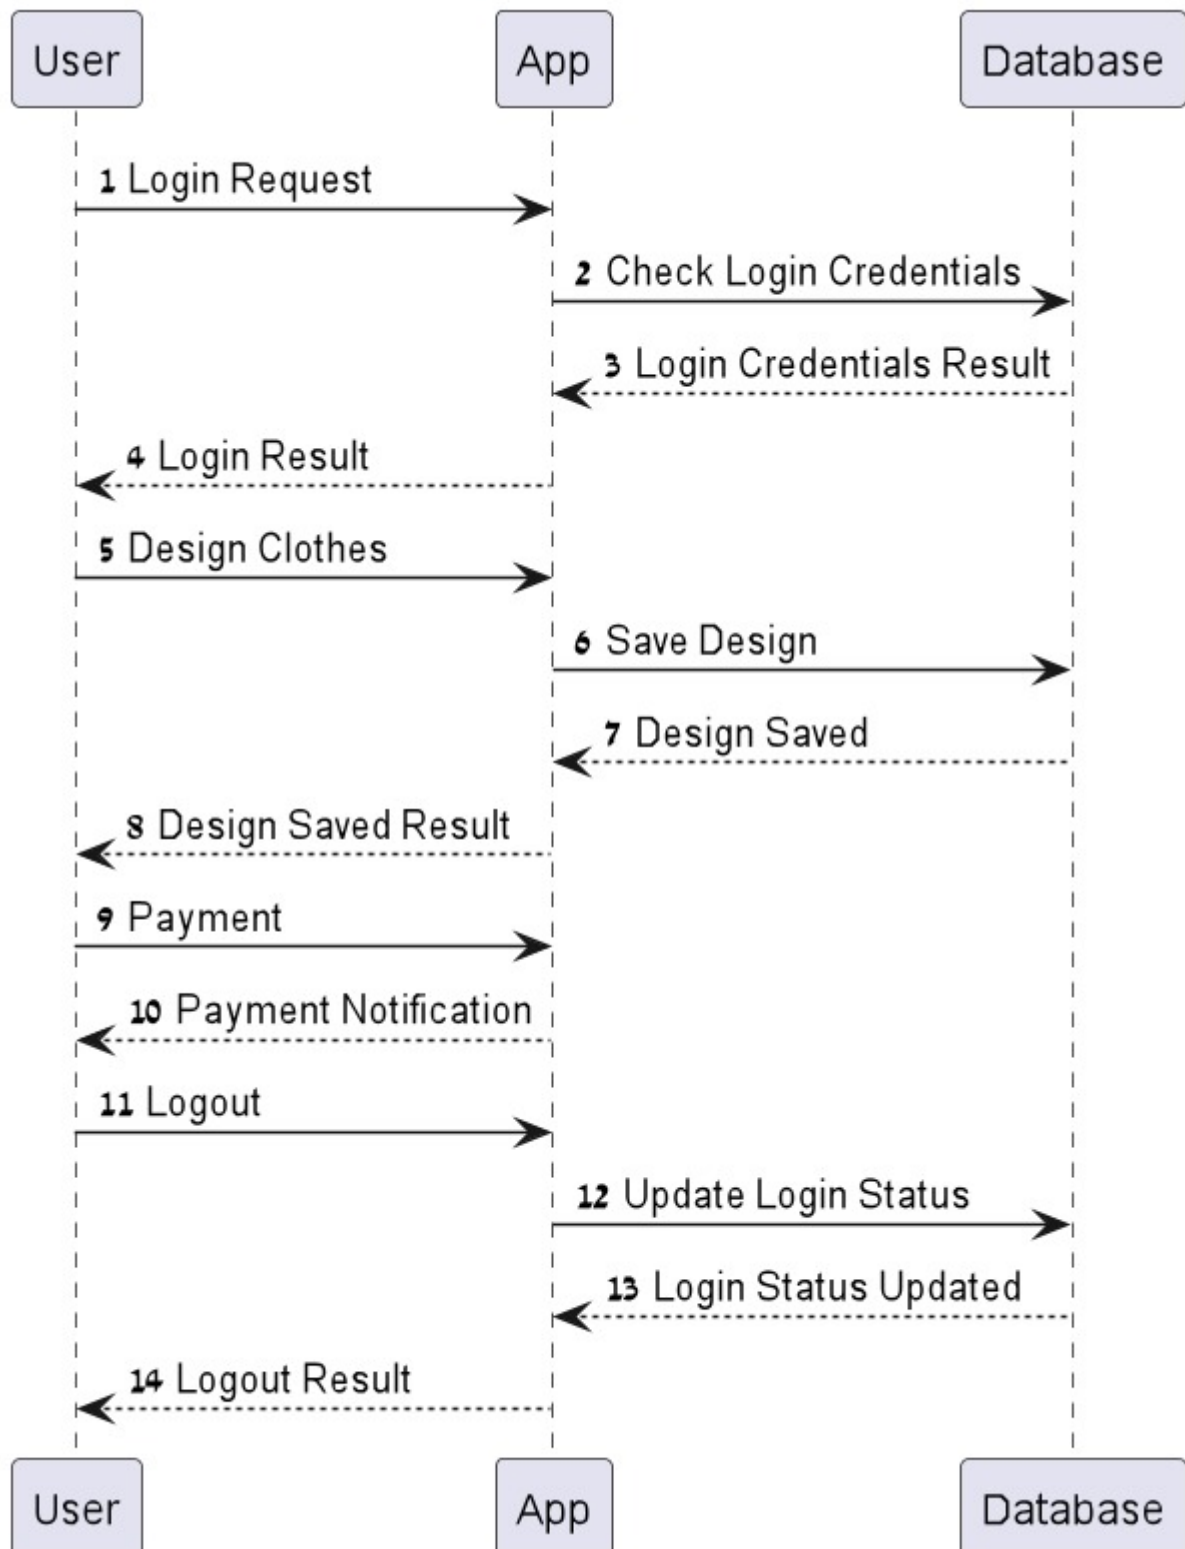 User App Database
1 Login Request
2 Check Login Credentials
3 Login Credentials Result
4 Login Result
5 Design Clothes
6 Save Design
7 Design Saved
8 Design Saved Result
9 Payment
10 Payment Notification
11 Logout
12 Update Login Status
13 Login Status Updated
14 Logout Result
User App Database